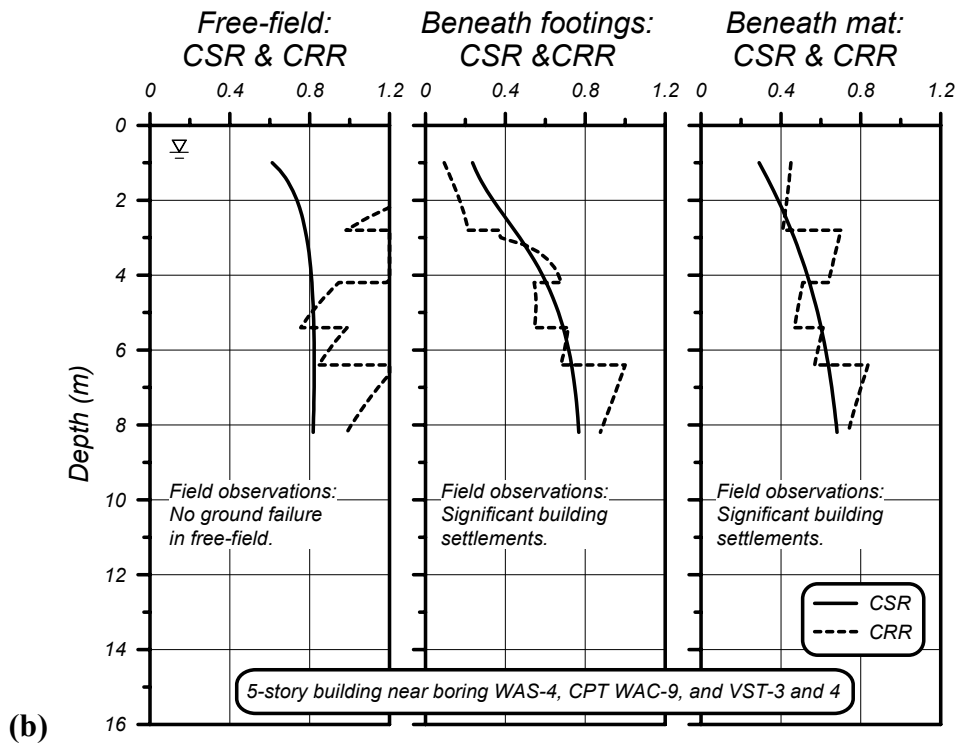 Free-field:
CSR & CRR
Beneath footings:
CSR &CRR
Beneath mat:
CSR & CRR
0 0.4 0.8 1.2
0 0.4 0.8 1.2
0 0.4 0.8 1.2
0
2
4
6
8
10
12
14
16
Depth (m)
Field observations:
No ground failure
in free-field.
Field observations:
Significant building
settlements.
Field observations:
Significant building
settlements.
CSR
CRR
5-story building near boring WAS-4, CPT WAC-9, and VST-3 and 4
(b)